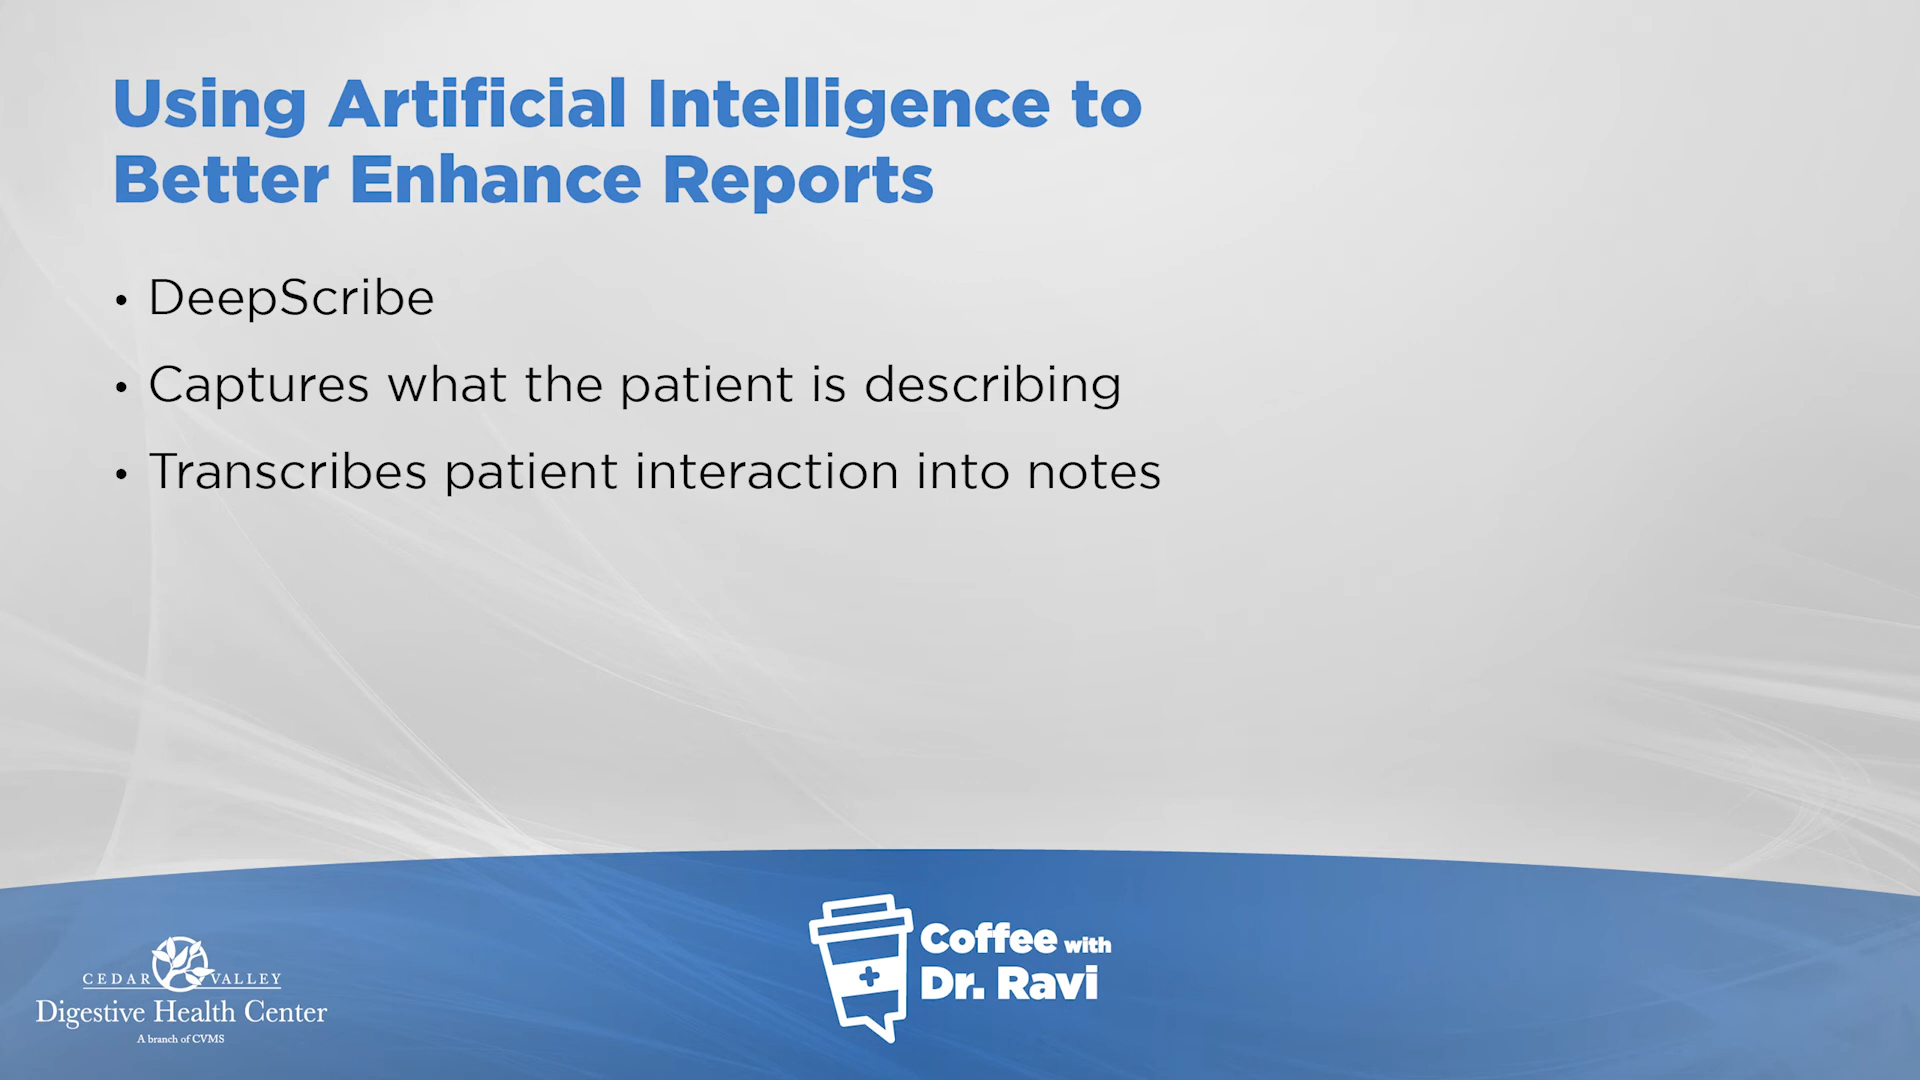 Using Artificial Intelligence to
Better Enhance Reports
• DeepScribe
• Captures what the patient is describing
• Transcribes patient interaction into notes
CEDAR VALLEY
Digestive Health Center
A branch of CVMS
Coffee with
Dr. Ravi